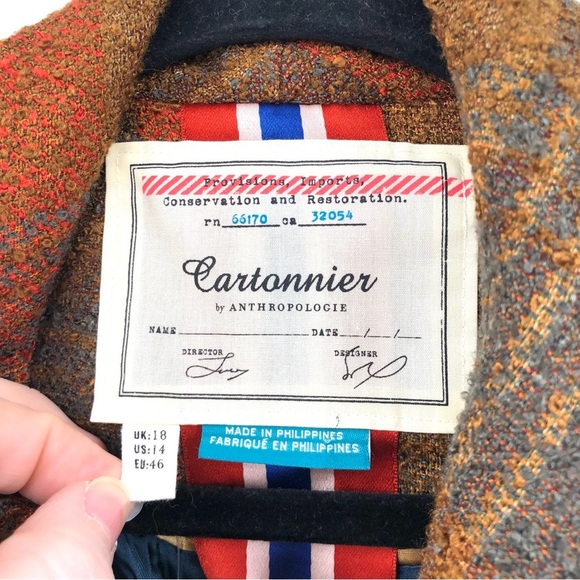 Provisions, Imports,
Conservation and Restoration.
rn 66170 ca 32054
Cartonnier
by ANTHROPOLOGIE
NAME DATE / /
DIRECTOR DESIGNER
MADE IN PHILIPPINES
FABRIQUÉ EN PHILIPPINES
UK:18
US:14
EU:46